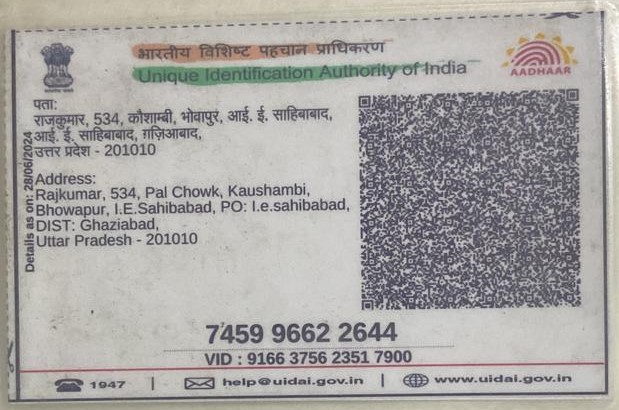 भारतीय विशिष्ट पहचान प्राधिकरण
Unique Identification Authority of India
AADHAAR
पता:
राजकुमार, 534, कौशाम्बी, भोवापुर, आई. ई. साहिबाबाद,
आई. ई. साहिबाबाद, ग़ज़िआबाद,
उत्तर प्रदेश - 201010
Address:
Rajkumar, 534, Pal Chowk, Kaushambi,
Bhowapur, I.E.Sahibabad, PO: I.e.sahibabad,
DIST: Ghaziabad,
Uttar Pradesh - 201010
Details as on: 28/06/2024
7459 9662 2644
VID : 9166 3756 2351 7900
1947 | help@uidai.gov.in | www.uidai.gov.in